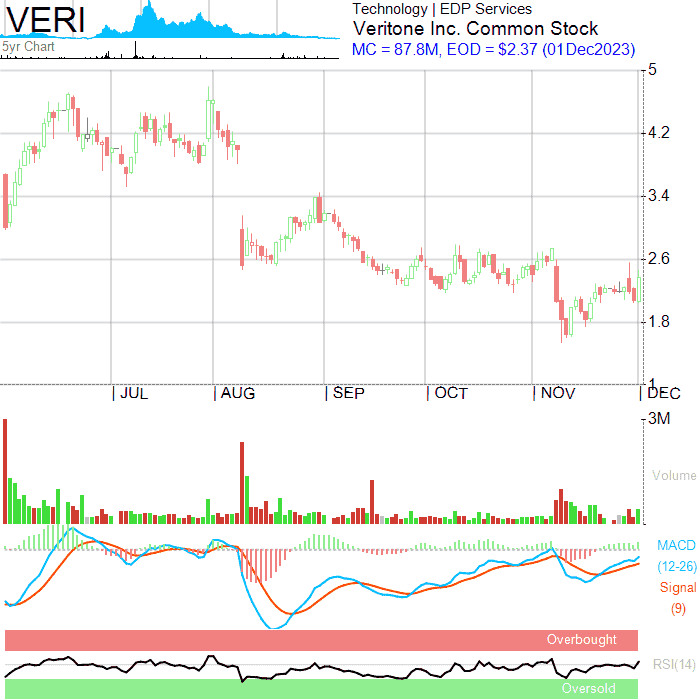 VERI
5yr Chart
Technology | EDP Services
Veritone Inc. Common Stock
MC = 87.8M, EOD = $2.37 (01Dec2023)
5
4.2
3.4
2.6
1.8
1
| JUL | AUG | SEP | OCT | NOV | DEC
3M
Volume
MACD
(12-26)
Signal
(9)
Overbought
RSI(14)
Oversold